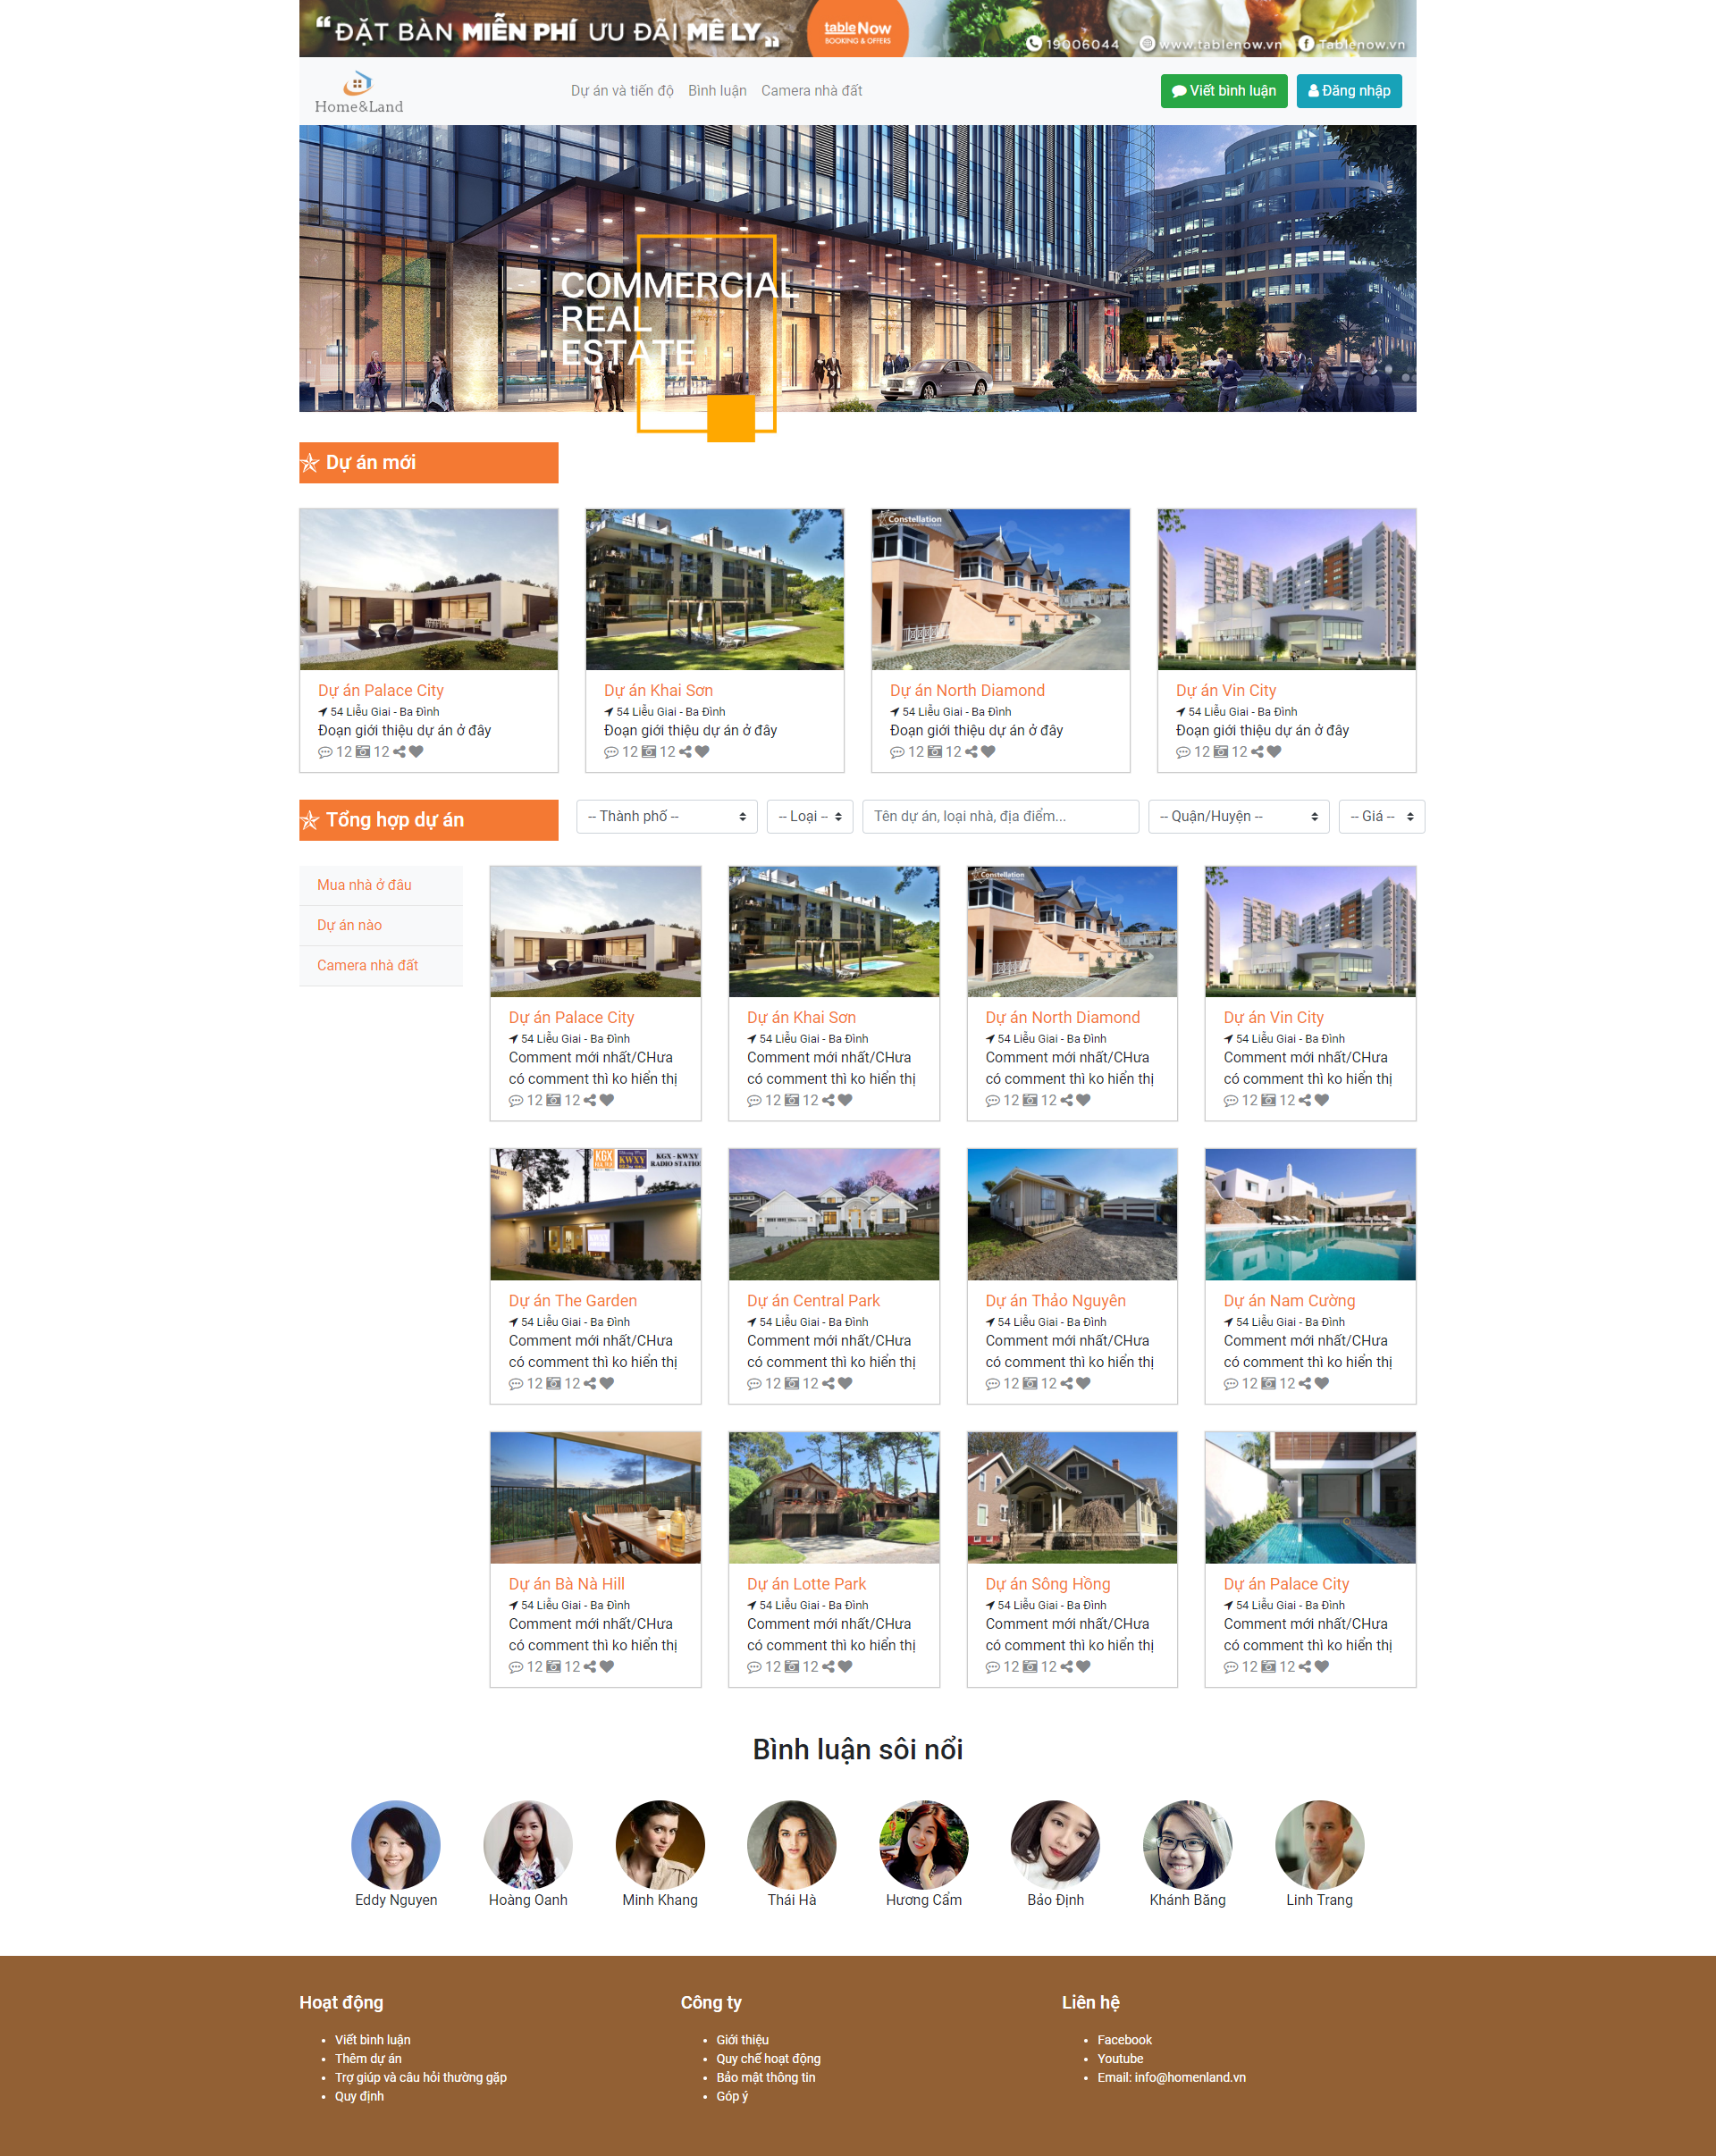 “ ĐẶT BÀN MIỄN PHÍ ƯU ĐÃI MÊ LY „
tableNow
BOOKING & OFFERS
19006044 www.tablenow.vn Tablenow.vn
Home&Land
Dự án và tiến độ Bình luận Camera nhà đất
Viết bình luận Đăng nhập
COMMERCIAL
REAL
ESTATE
Dự án mới
Constellation
Dự án Palace City
54 Liễu Giai - Ba Đình
Đoạn giới thiệu dự án ở đây
12 12
Dự án Khai Sơn
54 Liễu Giai - Ba Đình
Đoạn giới thiệu dự án ở đây
12 12
Dự án North Diamond
54 Liễu Giai - Ba Đình
Đoạn giới thiệu dự án ở đây
12 12
Dự án Vin City
54 Liễu Giai - Ba Đình
Đoạn giới thiệu dự án ở đây
12 12
Tổng hợp dự án
-- Thành phố -- -- Loại -- Tên dự án, loại nhà, địa điểm... -- Quận/Huyện -- -- Giá --
Mua nhà ở đâu
Dự án nào
Camera nhà đất
Constellation
Dự án Palace City
54 Liễu Giai - Ba Đình
Comment mới nhất/CHưa
có comment thì ko hiển thị
12 12
Dự án Khai Sơn
54 Liễu Giai - Ba Đình
Comment mới nhất/CHưa
có comment thì ko hiển thị
12 12
Dự án North Diamond
54 Liễu Giai - Ba Đình
Comment mới nhất/CHưa
có comment thì ko hiển thị
12 12
Dự án Vin City
54 Liễu Giai - Ba Đình
Comment mới nhất/CHưa
có comment thì ko hiển thị
12 12
KGX
KWXY
KGX - KWXY
RADIO STATION
Dự án The Garden
54 Liễu Giai - Ba Đình
Comment mới nhất/CHưa
có comment thì ko hiển thị
12 12
Dự án Central Park
54 Liễu Giai - Ba Đình
Comment mới nhất/CHưa
có comment thì ko hiển thị
12 12
Dự án Thảo Nguyên
54 Liễu Giai - Ba Đình
Comment mới nhất/CHưa
có comment thì ko hiển thị
12 12
Dự án Nam Cường
54 Liễu Giai - Ba Đình
Comment mới nhất/CHưa
có comment thì ko hiển thị
12 12
Dự án Bà Nà Hill
54 Liễu Giai - Ba Đình
Comment mới nhất/CHưa
có comment thì ko hiển thị
12 12
Dự án Lotte Park
54 Liễu Giai - Ba Đình
Comment mới nhất/CHưa
có comment thì ko hiển thị
12 12
Dự án Sông Hồng
54 Liễu Giai - Ba Đình
Comment mới nhất/CHưa
có comment thì ko hiển thị
12 12
Dự án Palace City
54 Liễu Giai - Ba Đình
Comment mới nhất/CHưa
có comment thì ko hiển thị
12 12
Bình luận sôi nổi
Eddy Nguyen Hoàng Oanh Minh Khang Thái Hà Hương Cẩm Bảo Định Khánh Băng Linh Trang
Hoạt động
Viết bình luận
Thêm dự án
Trợ giúp và câu hỏi thường gặp
Quy định
Công ty
Giới thiệu
Quy chế hoạt động
Bảo mật thông tin
Góp ý
Liên hệ
Facebook
Youtube
Email: info@homenland.vn